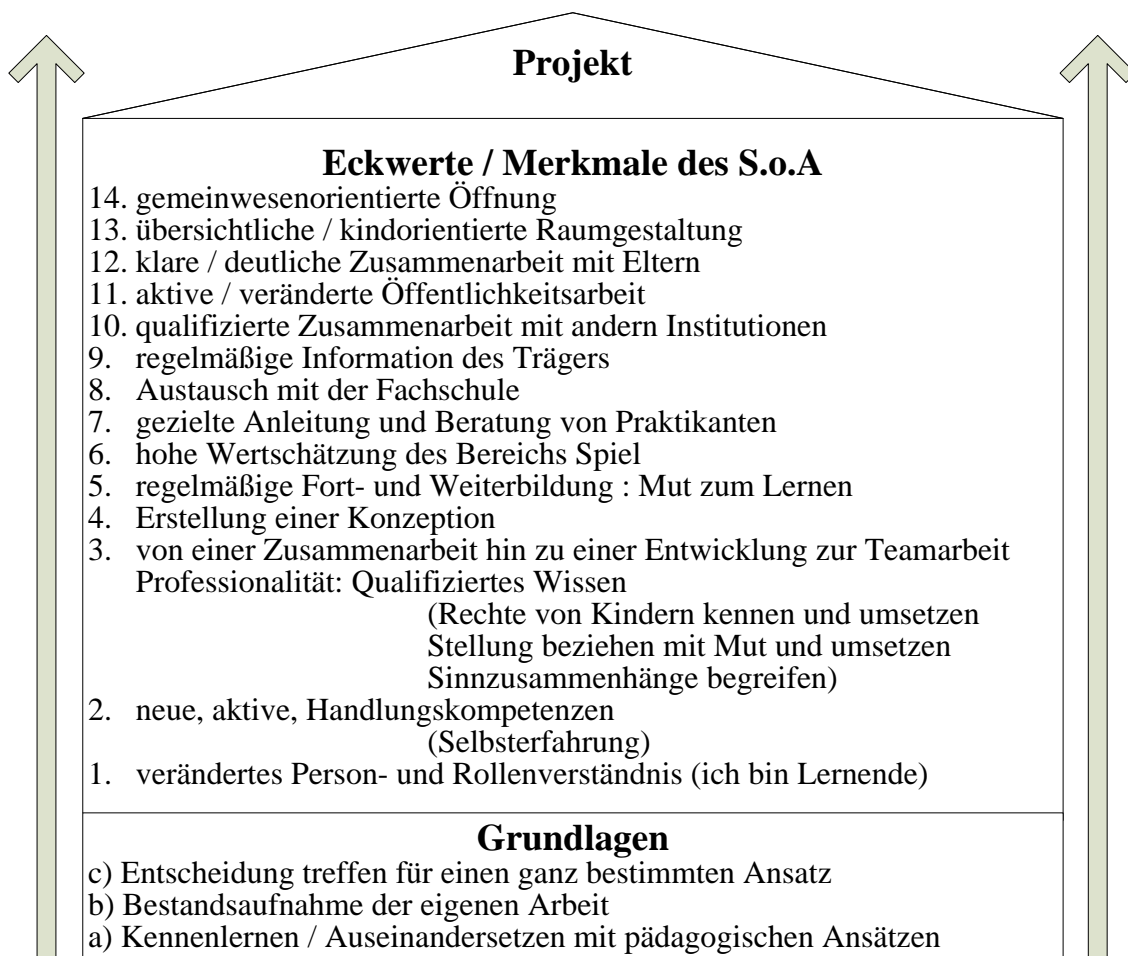 Projekt
Eckwerte / Merkmale des S.o.A
14. gemeinwesenorientierte Öffnung
13. übersichtliche / kindorientierte Raumgestaltung
12. klare / deutliche Zusammenarbeit mit Eltern
11. aktive / veränderte Öffentlichkeitsarbeit
10. qualifizierte Zusammenarbeit mit andern Institutionen
9. regelmäßige Information des Trägers
8. Austausch mit der Fachschule
7. gezielte Anleitung und Beratung von Praktikanten
6. hohe Wertschätzung des Bereichs Spiel
5. regelmäßige Fort- und Weiterbildung : Mut zum Lernen
4. Erstellung einer Konzeption
3. von einer Zusammenarbeit hin zu einer Entwicklung zur Teamarbeit
Professionalität: Qualifiziertes Wissen
(Rechte von Kindern kennen und umsetzen
Stellung beziehen mit Mut und umsetzen
Sinnzusammenhänge begreifen)
2. neue, aktive, Handlungskompetenzen
(Selbsterfahrung)
1. verändertes Person- und Rollenverständnis (ich bin Lernende)
Grundlagen
c) Entscheidung treffen für einen ganz bestimmten Ansatz
b) Bestandsaufnahme der eigenen Arbeit
a) Kennenlernen / Auseinandersetzen mit pädagogischen Ansätzen